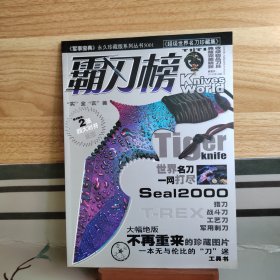 《军事宝典》永久珍藏版系列丛书5001
《超级世界名刀珍藏集》
霸刃榜
Knives
World
Tiger
knife
世界名刀
一网打尽
Seal2000
T-REX
猎刀
战斗刀
工艺刀
军用刺刀
大幅绝版
不再重来的珍藏图片
一本无与伦比的“刀”迷
工具书